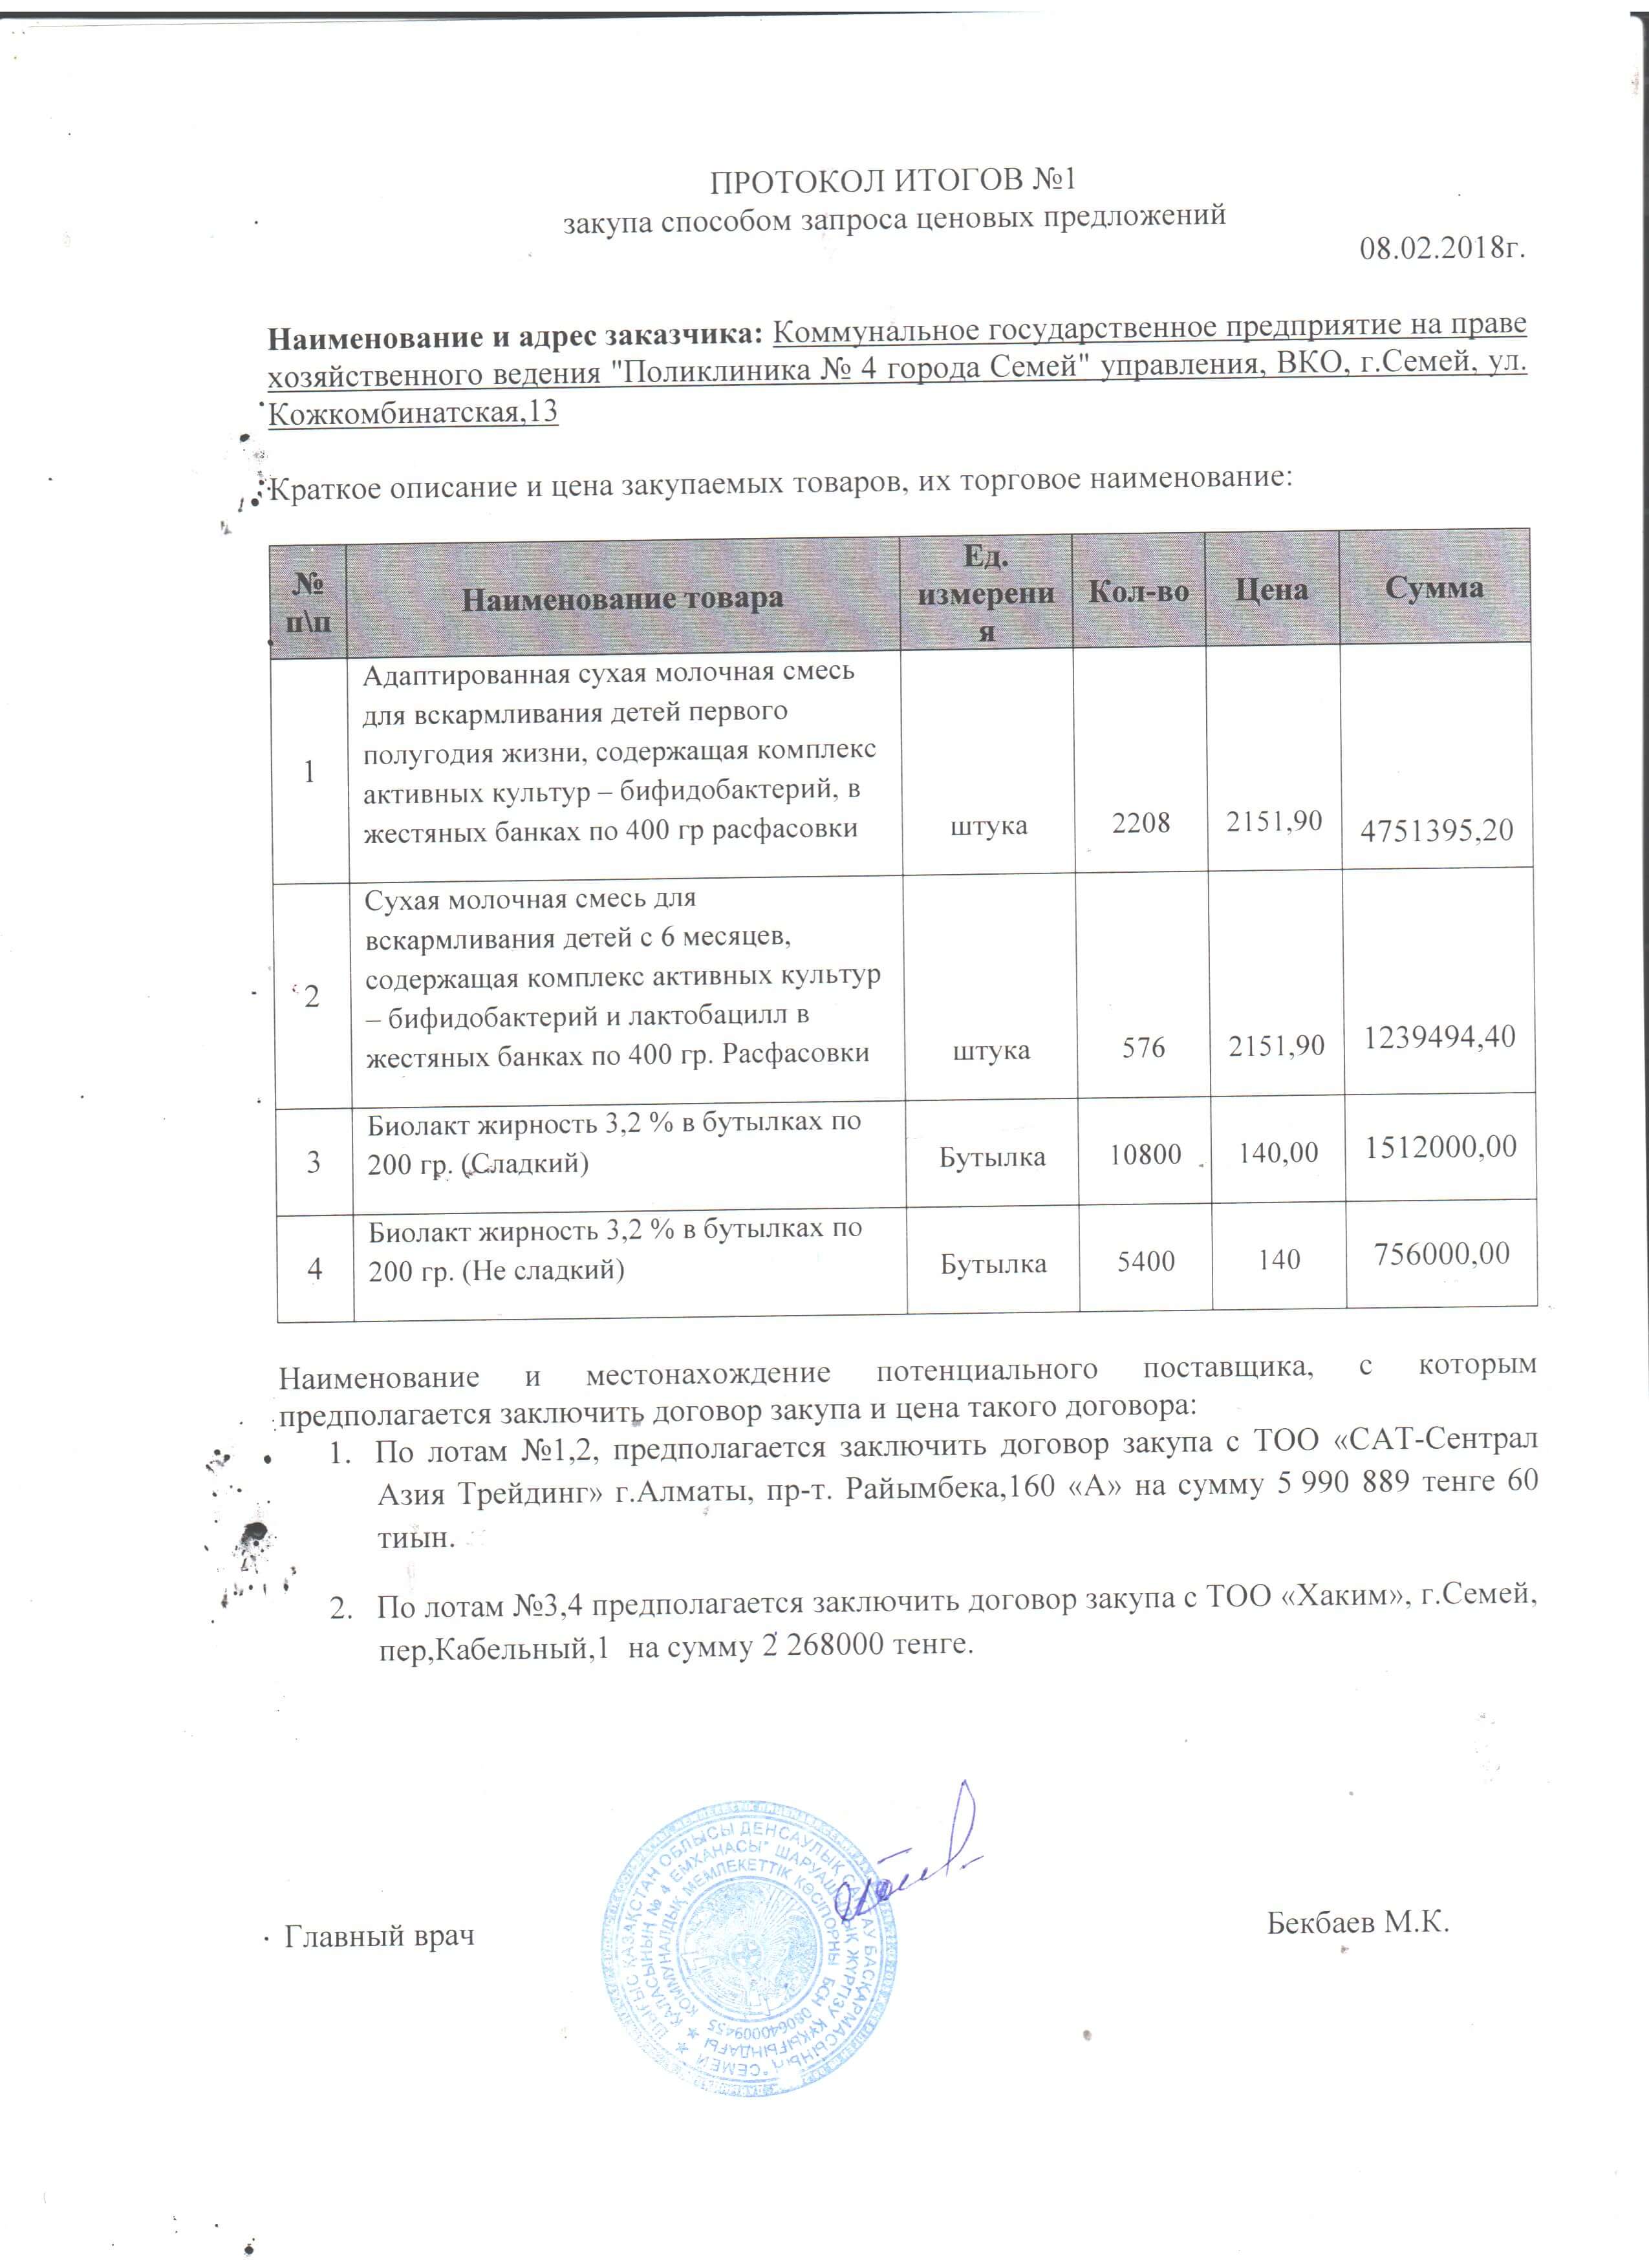 ПРОТОКОЛ ИТОГОВ №1
закупа способом запроса ценовых предложений
08.02.2018г.
Наименование и адрес заказчика: Коммунальное государственное предприятие на праве
хозяйственного ведения "Поликлиника № 4 города Семей" управления, ВКО, г.Семей, ул.
Кожкомбинатская,13
Краткое описание и цена закупаемых товаров, их торговое наименование:
№ п\п Наименование товара Ед. измерения Кол-во Цена Сумма
1 Адаптированная сухая молочная смесь
для вскармливания детей первого
полугодия жизни, содержащая комплекс
активных культур – бифидобактерий, в
жестяных банках по 400 гр расфасовки штука 2208 2151,90 4751395,20
2 Сухая молочная смесь для
вскармливания детей с 6 месяцев,
содержащая комплекс активных культур
– бифидобактерий и лактобацилл в
жестяных банках по 400 гр. Расфасовки штука 576 2151,90 1239494,40
3 Биолакт жирность 3,2 % в бутылках по
200 гр. (Сладкий) Бутылка 10800 140,00 1512000,00
4 Биолакт жирность 3,2 % в бутылках по
200 гр. (Не сладкий) Бутылка 5400 140 756000,00
Наименование и местонахождение потенциального поставщика, с которым
предполагается заключить договор закупа и цена такого договора:
1. По лотам №1,2, предполагается заключить договор закупа с ТОО «САТ-Сентрал
Азия Трейдинг» г.Алматы, пр-т. Райымбека,160 «А» на сумму 5 990 889 тенге 60
тиын.
2. По лотам №3,4 предполагается заключить договор закупа с ТОО «Хаким», г.Семей,
пер,Кабельный,1 на сумму 2 268000 тенге.
Главный врач
Бекбаев М.К.
ШЫҒЫС ҚАЗАҚСТАН ОБЛЫСЫ ДЕНСАУЛЫҚ САҚТАУ БАСҚАРМАСЫНЫҢ "СЕМЕЙ
ҚАЛАСЫНЫҢ № 4 ЕМХАНАСЫ" ШАРУАШЫЛЫҚ ЖҮРГІЗУ ҚҰҚЫҒЫНДАҒЫ
КОММУНАЛДЫҚ МЕМЛЕКЕТТІК КӘСІПОРНЫ БСН 080640009455